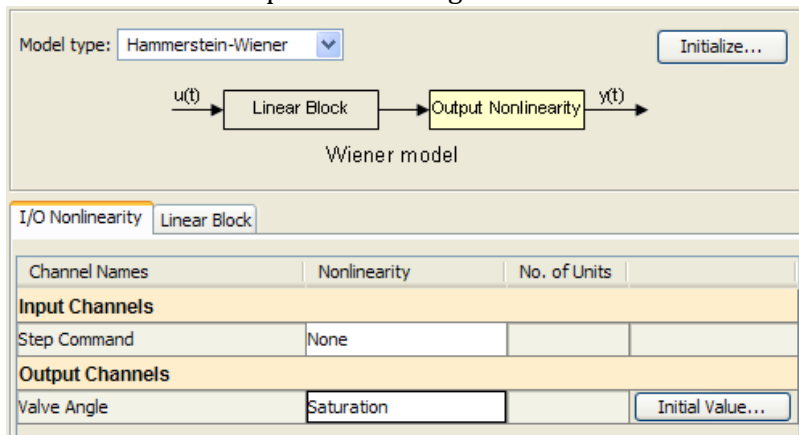 Model type: Hammerstein-Wiener Initialize...
u(t) Linear Block Output Nonlinearity y(t)
Wiener model
I/O Nonlinearity Linear Block
Channel Names Nonlinearity No. of Units
Input Channels
Step Command None
Output Channels
Valve Angle Saturation Initial Value...